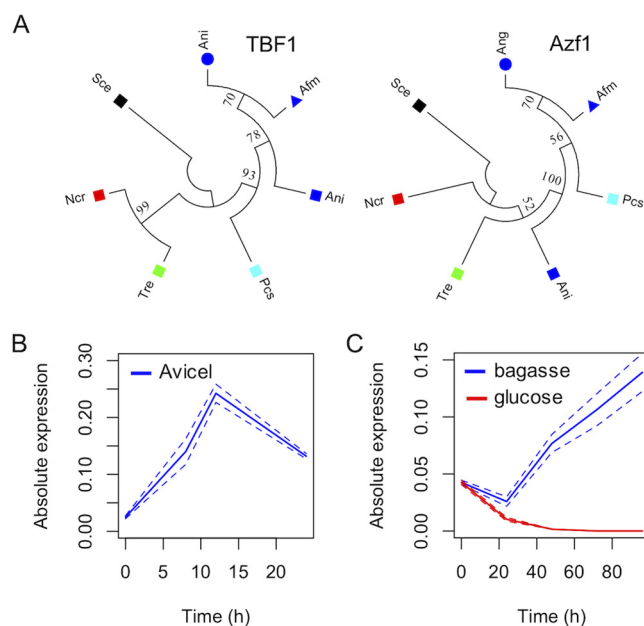 A
TBF1
Azf1
Ani
Afm
Ani
Pcs
Tre
Ncr
Sce
70
78
93
99
Ang
Afm
Pcs
Ani
Tre
Ncr
Sce
70
56
100
52
B
Absolute expression
0.00 0.10 0.20 0.30
Avicel
0 5 10 15 20
Time (h)
C
Absolute expression
0.00 0.05 0.10 0.15
bagasse
glucose
0 20 40 60 80
Time (h)